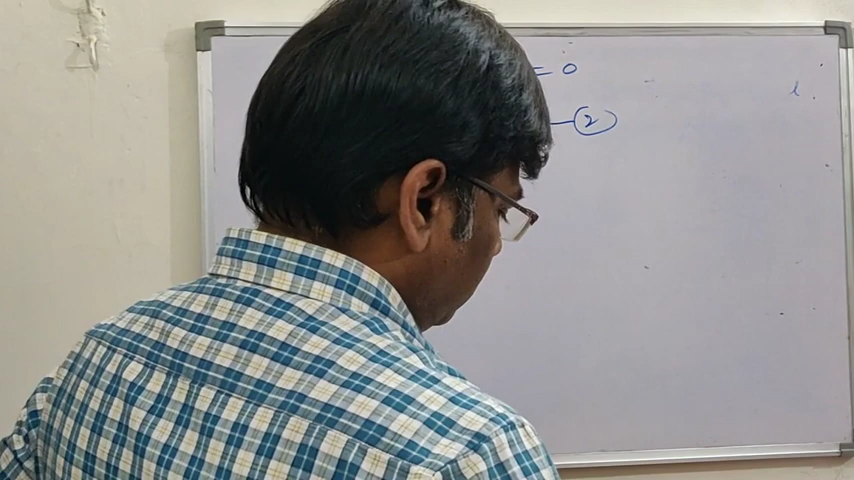 = 0
— 2
l